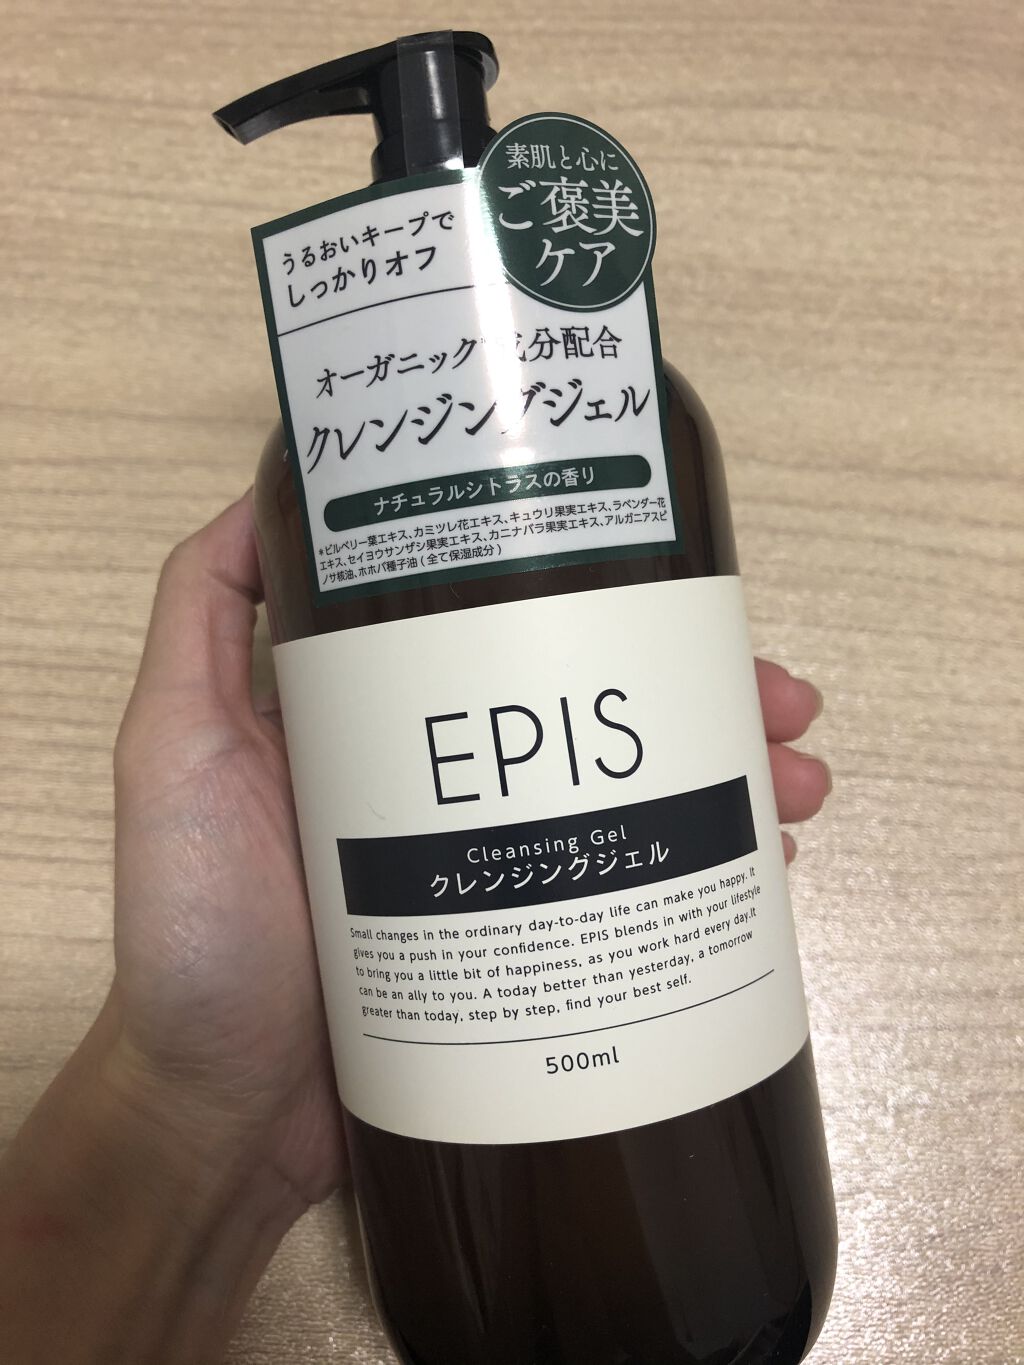 素肌と心に
ご褒美
ケア
うるおいキープで
しっかりオフ
オーガニック*成分配合
クレンジングジェル
ナチュラルシトラスの香り
*ビルベリー葉エキス、カミツレ花エキス、キュウリ果実エキス、ラベンダー花
エキス、セイヨウサンザシ果実エキス、カニナバラ果実エキス、アルガニアスピ
ノサ核油、ホホバ種子油(全て保湿成分)
EPIS
Cleansing Gel
クレンジングジェル
Small changes in the ordinary day-to-day life can make you happy. It
gives you a push in your confidence. EPIS blends in with your lifestyle
to bring you a little bit of happiness, as you work hard every day.It
can be an ally to you. A today better than yesterday, a tomorrow
greater than today, step by step, find your best self.
500ml